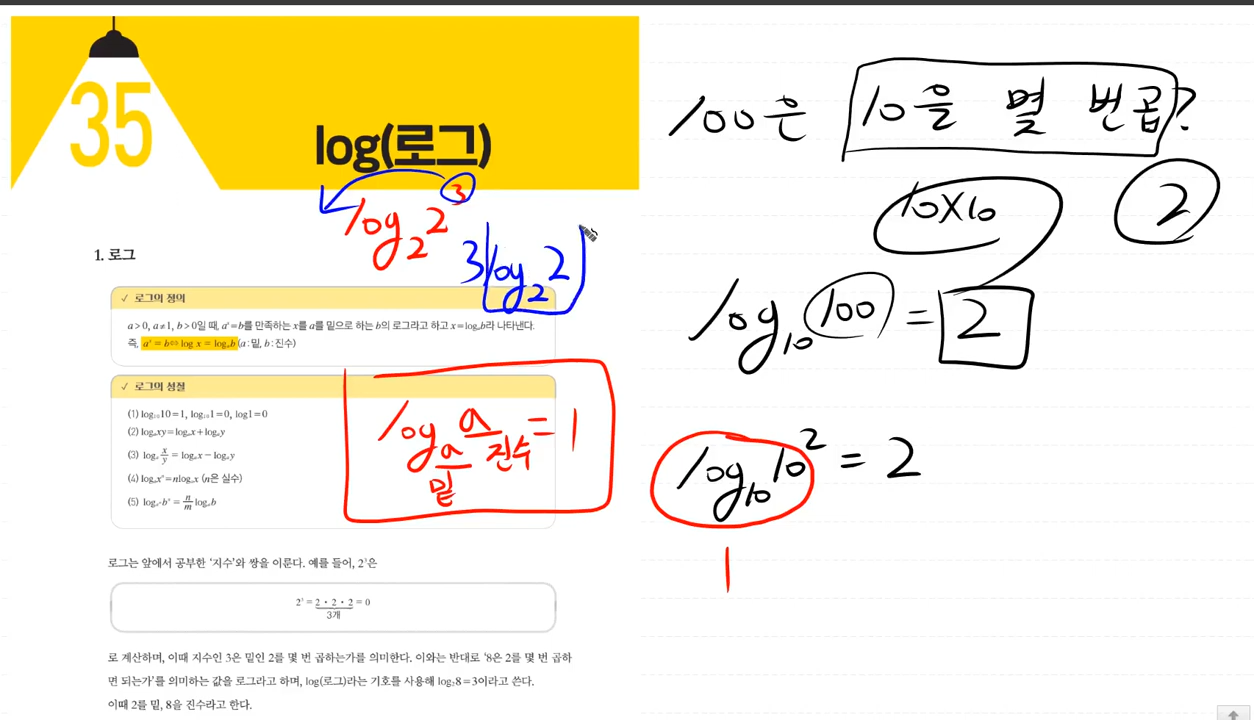 35
log(로그)
log₂2³
3log₂2
1. 로그
✓ 로그의 정의
a>0, a≠1, b>0일 때, aˣ=b를 만족하는 x를 a를 밑으로 하는 b의 로그라고 하고 x=logₐb라 나타낸다.
즉, aˣ = b⇔ log x = logₐb (a : 밑, b : 진수)
✓ 로그의 성질
(1) log₁₀10=1, log₁₀1=0, log1=0
(2) logₐxy=logₐx+logₐy
(3) logₐ x/y = logₐx−logₐy
(4) logₐxⁿ=nlogₐx (n은 실수)
(5) logₐᵐbⁿ = n/m logₐb
logₐa = 1
밑 진수
로그는 앞에서 공부한 '지수'와 쌍을 이룬다. 예를 들어, 2³은
2³ = 2 · 2 · 2 = 0
3개
로 계산하며, 이때 지수인 3은 밑인 2를 몇 번 곱하는가를 의미한다. 이와는 반대로 '8은 2를 몇 번 곱하
면 되는가'를 의미하는 값을 로그라고 하며, log(로그)라는 기호를 사용해 log₂8=3이라고 쓴다.
이때 2를 밑, 8을 진수라고 한다.
100은 10을 몇 번 곱?
10×10 2
log₁₀100 = 2
log₁₀10² = 2
1